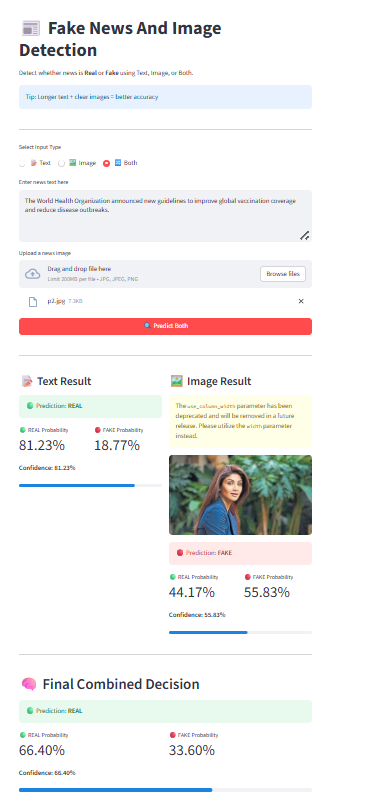 Fake News And Image
Detection
Detect whether news is Real or Fake using Text, Image, or Both.
Tip: Longer text + clear images = better accuracy
Select Input Type
Text Image Both
Enter news text here
The World Health Organization announced new guidelines to improve global vaccination coverage
and reduce disease outbreaks.
Upload a news image
Drag and drop file here
Limit 200MB per file • JPG, JPEG, PNG
Browse files
p2.jpg 7.3KB
Predict Both
Text Result
Prediction: REAL
REAL Probability FAKE Probability
81.23% 18.77%
Confidence: 81.23%
Image Result
The use_column_width parameter has been
deprecated and will be removed in a future
release. Please utilize the width parameter
instead.
Prediction: FAKE
REAL Probability FAKE Probability
44.17% 55.83%
Confidence: 55.83%
Final Combined Decision
Prediction: REAL
REAL Probability FAKE Probability
66.40% 33.60%
Confidence: 66.40%